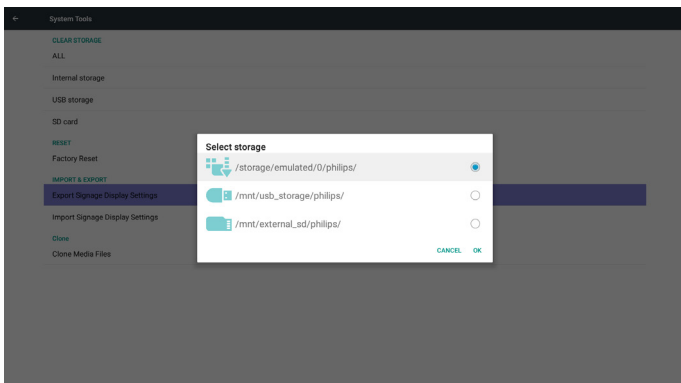 System Tools
CLEAR STORAGE
ALL
Internal storage
USB storage
SD card
RESET
Factory Reset
IMPORT & EXPORT
Export Signage Display Settings
Import Signage Display Settings
Clone
Clone Media Files
Select storage
/storage/emulated/0/philips/
/mnt/usb_storage/philips/
/mnt/external_sd/philips/
CANCEL OK